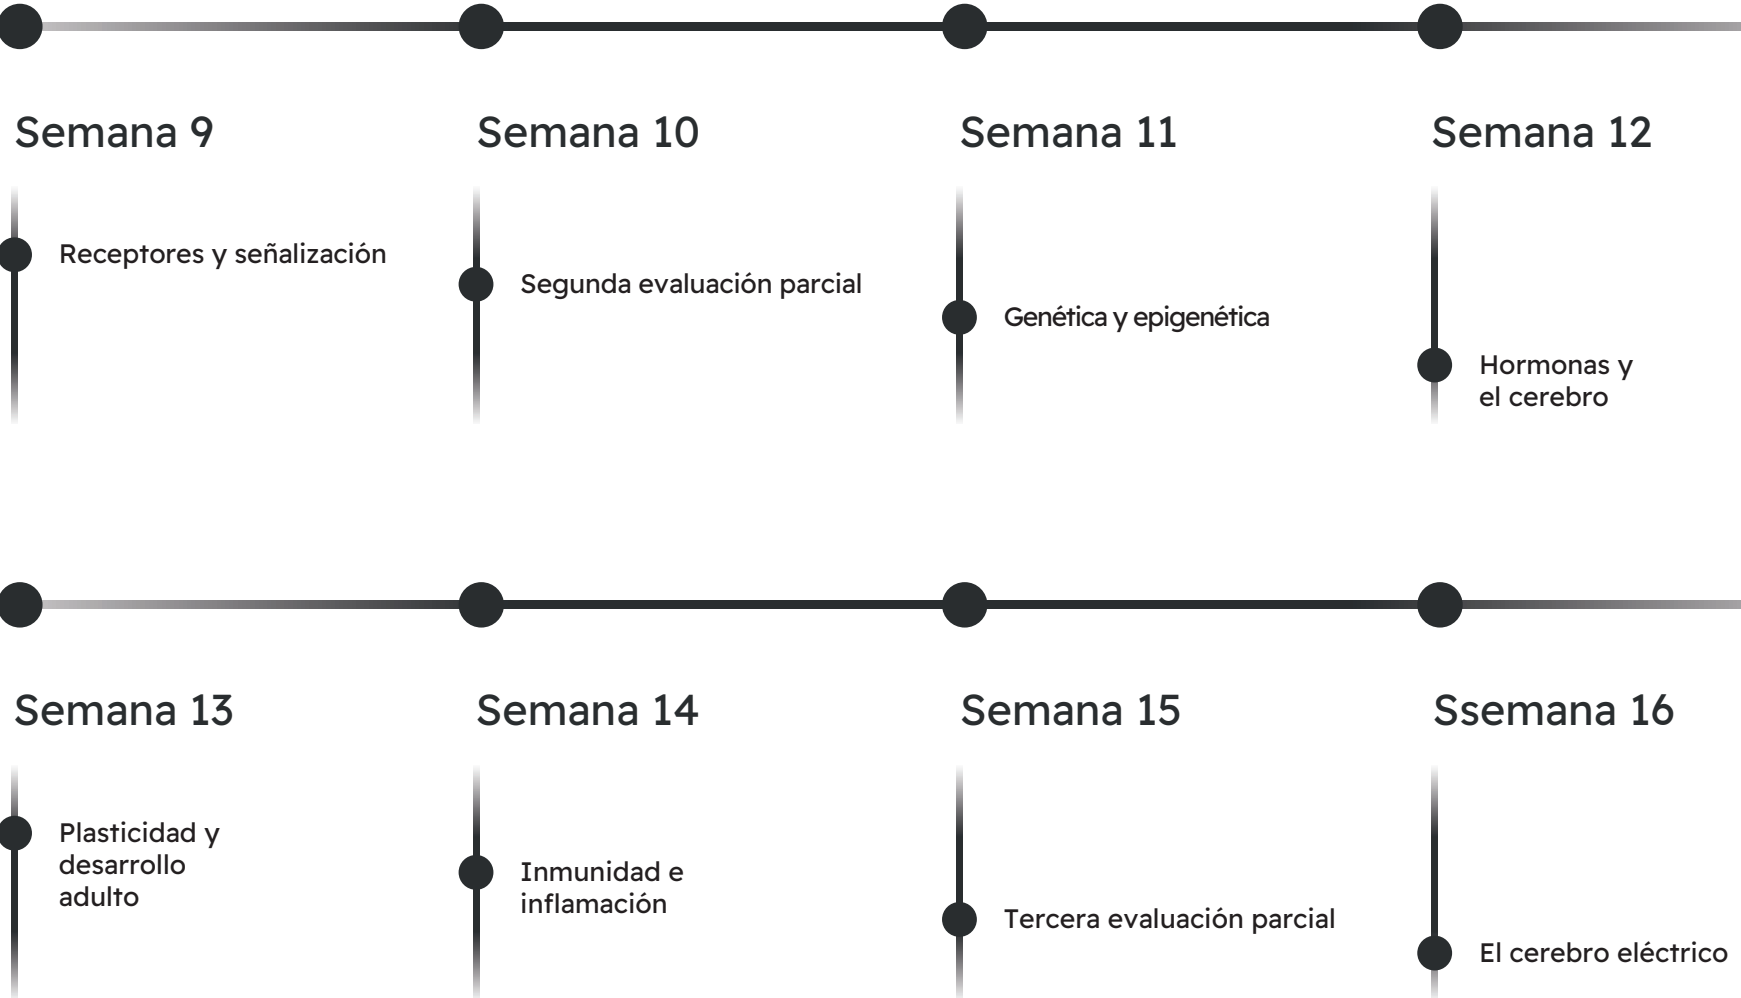 Semana 9
Semana 10
Semana 11
Semana 12
Receptores y señalización
Segunda evaluación parcial
Genética y epigenética
Hormonas y
el cerebro
Semana 13
Semana 14
Semana 15
Ssemana 16
Plasticidad y
desarrollo
adulto
Inmunidad e
inflamación
Tercera evaluación parcial
El cerebro eléctrico